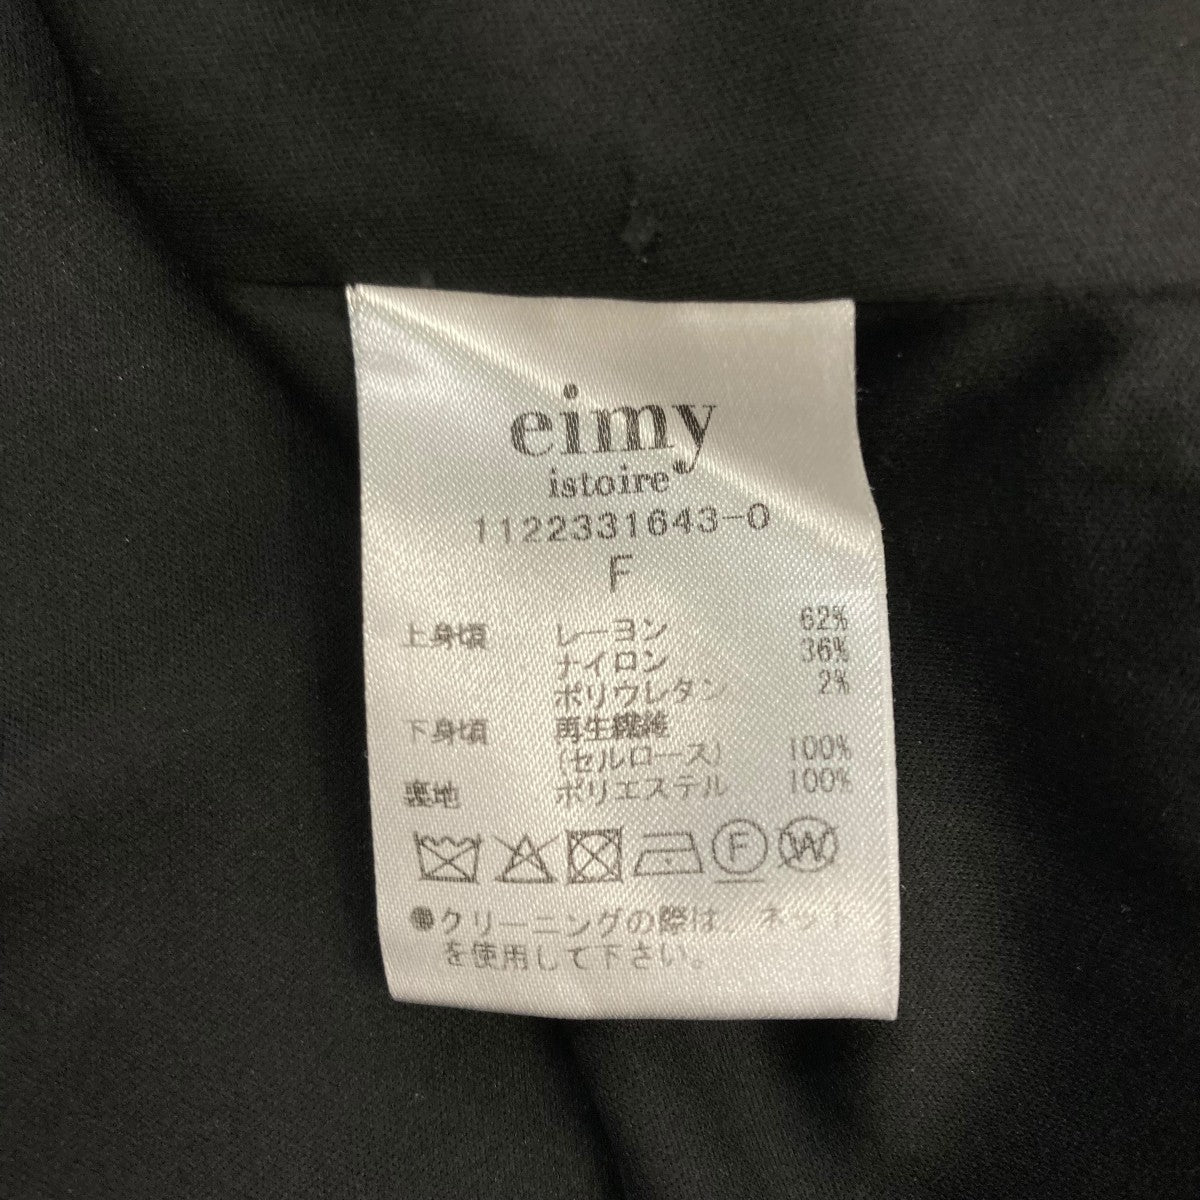 eimy
istoire
1122331643-0
F
上身頃 レーヨン 62%
ナイロン 36%
ポリウレタン 2%
下身頃 再生繊維
(セルロース) 100%
裏地 ポリエステル 100%
F W
●クリーニングの際は、ネット
を使用して下さい。